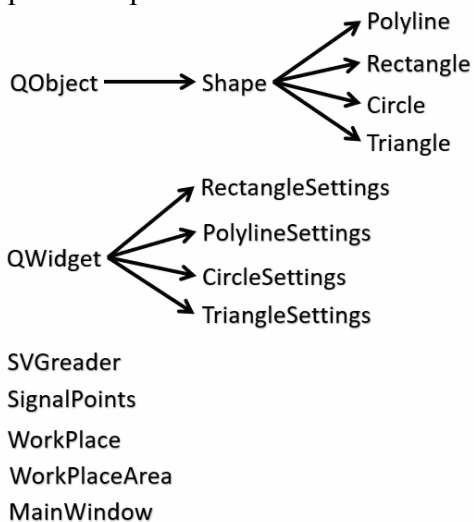 Polyline
Rectangle
QObject
Shape
Circle
Triangle
RectangleSettings
PolylineSettings
QWidget
CircleSettings
TriangleSettings
SVGreader
SignalPoints
WorkPlace
WorkPlaceArea
MainWindow